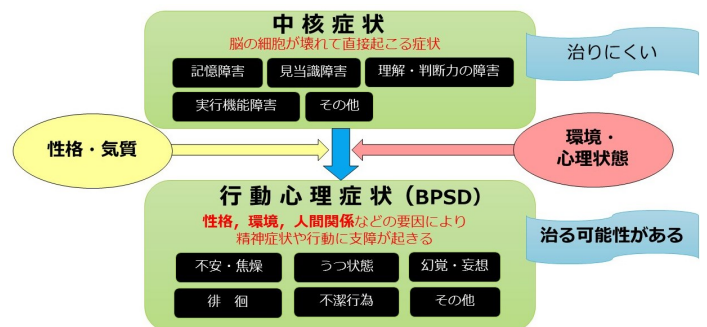 中核症状
脳の細胞が壊れて直接起こる症状
記憶障害
見当識障害
理解・判断力の障害
実行機能障害
その他
治りにくい
性格・気質
環境・
心理状態
行動心理症状（BPSD）
性格，環境，人間関係などの要因により
精神症状や行動に支障が起きる
不安・焦燥
うつ状態
幻覚・妄想
徘　徊
不潔行為
その他
治る可能性がある